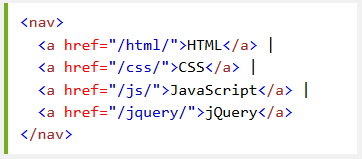 <nav>
  <a href="/html/">HTML</a> |
  <a href="/css/">CSS</a> |
  <a href="/js/">JavaScript</a> |
  <a href="/jquery/">jQuery</a>
</nav>